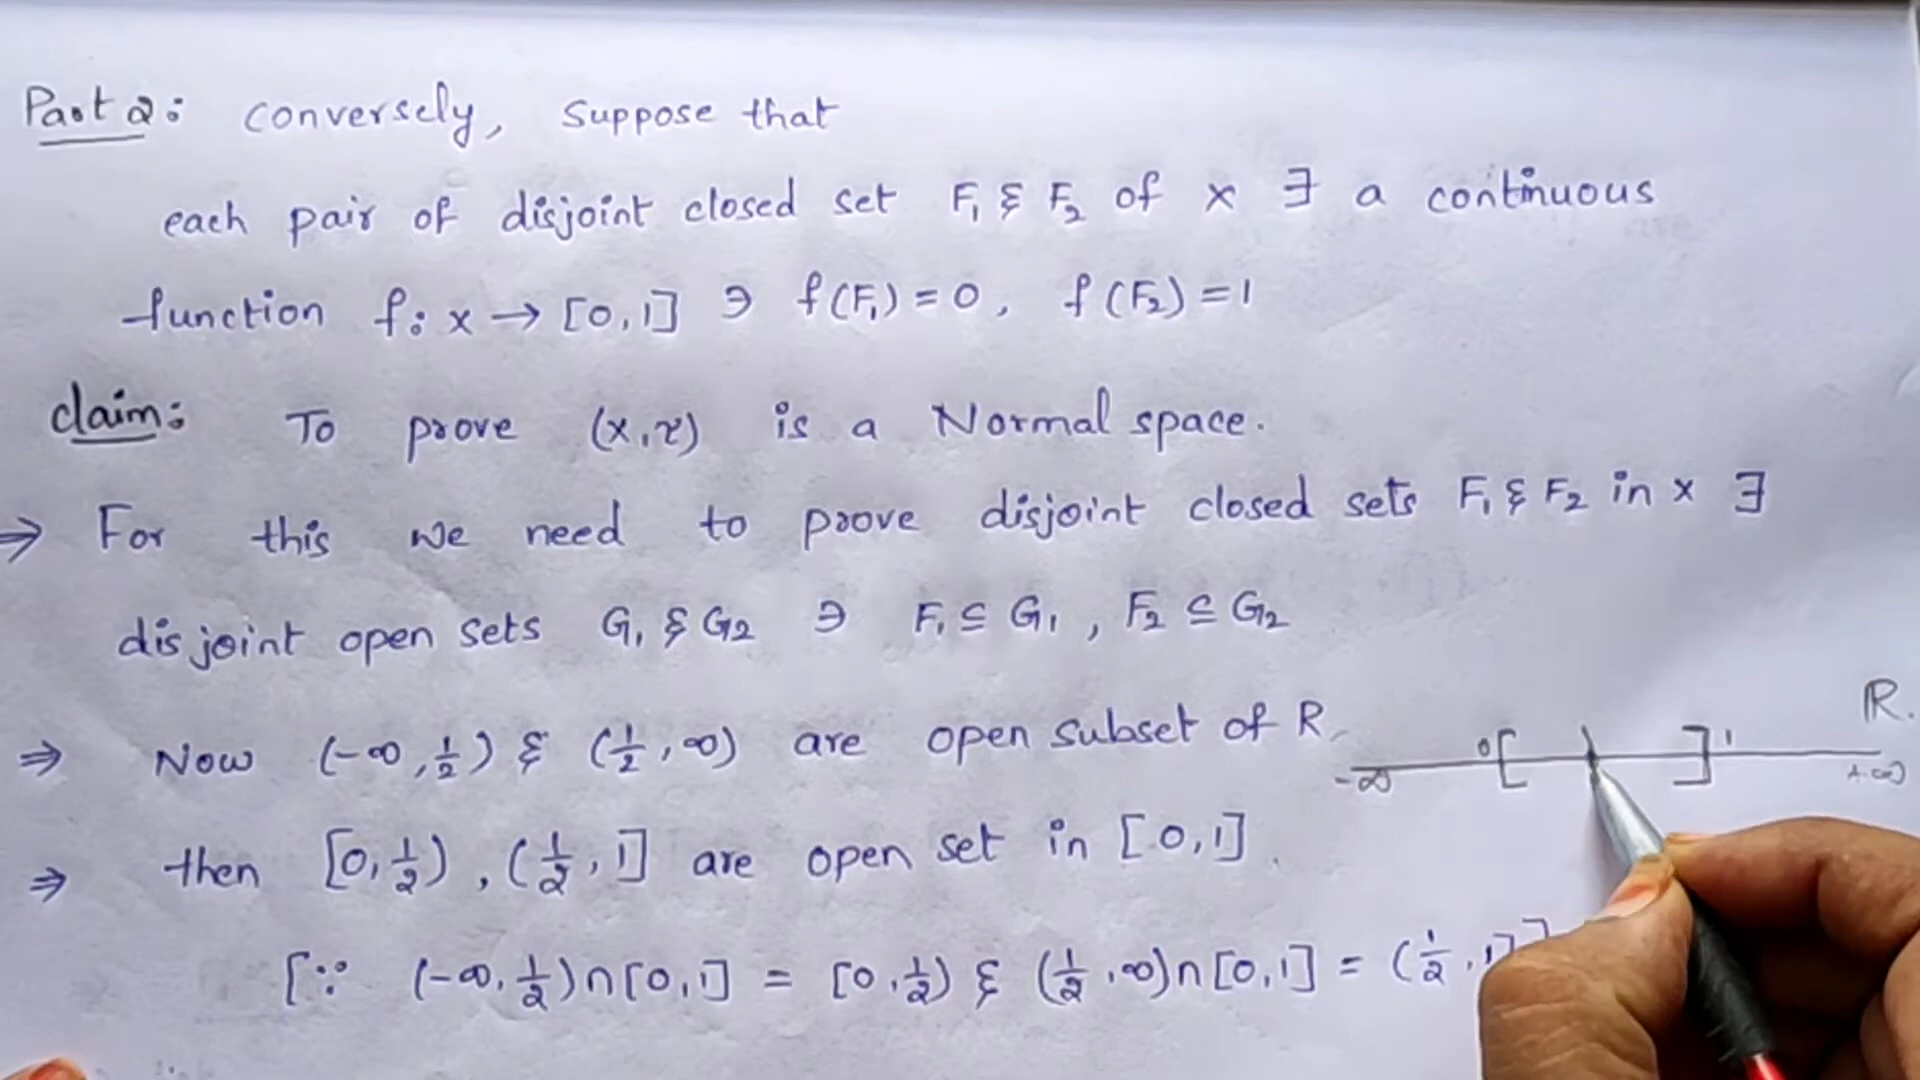 Part 2: conversely, suppose that
each pair of disjoint closed set F₁ & F₂ of x ∃ a continuous
function f: x → [0,1] ∋ f(F₁) = 0, f(F₂) = 1
claim: To prove (x,τ) is a Normal space.
⇒ For this we need to prove disjoint closed sets F₁ & F₂ in x ∃
disjoint open sets G₁ & G₂ ∋ F₁ ⊆ G₁, F₂ ⊆ G₂
⇒ Now (-∞, 1/2) & (1/2, ∞) are open subset of R.
-∞ 0 [ ] 1 +∞ ℝ.
⇒ then [0, 1/2), (1/2, 1] are open set in [0,1].
[∵ (-∞, 1/2) ∩ [0,1] = [0, 1/2) & (1/2, ∞) ∩ [0,1] = (1/2, 1]]